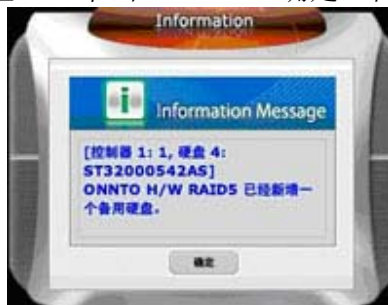 Information
Information Message
[控制器 1: 1, 硬盘 4:
ST32000542AS]
ONNTO H/W RAID5 已经新增一
个备用硬盘。
确定